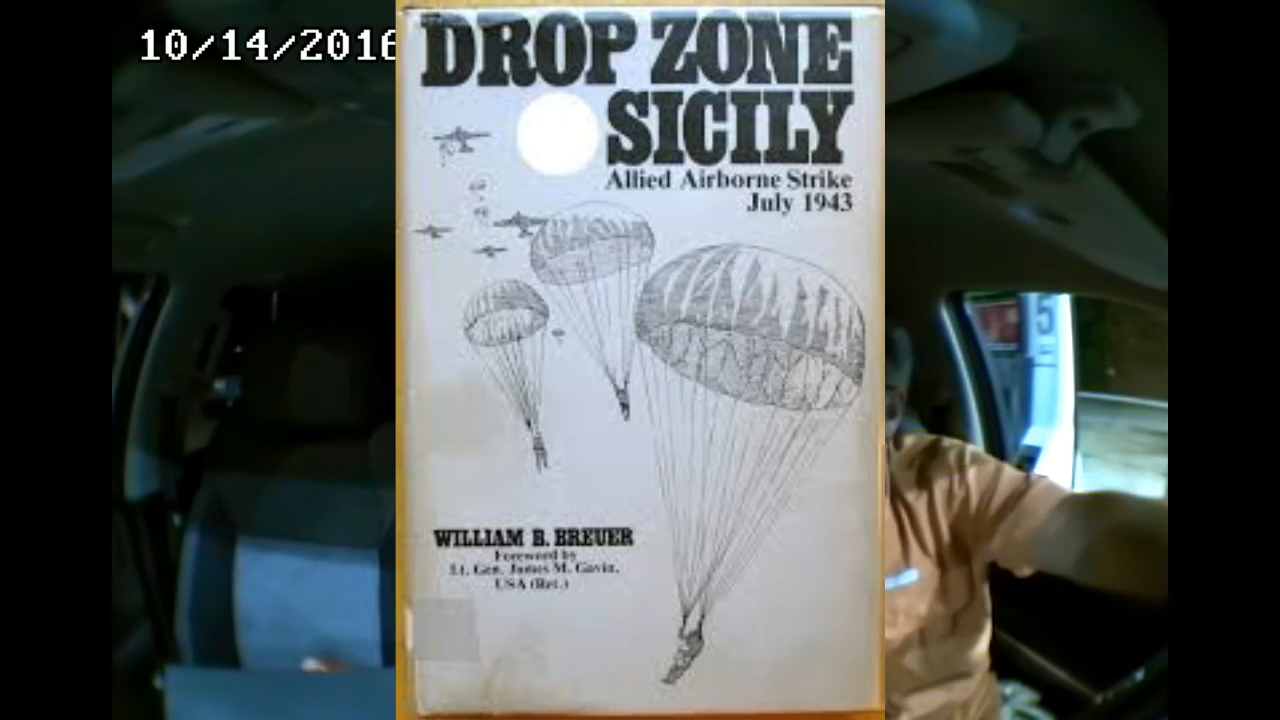 10/14/2016
DROP ZONE
SICILY
Allied Airborne Strike
July 1943
5
WILLIAM B. BREUER
Foreword by
Lt. Gen. James M. Gavin,
USA (Ret.)